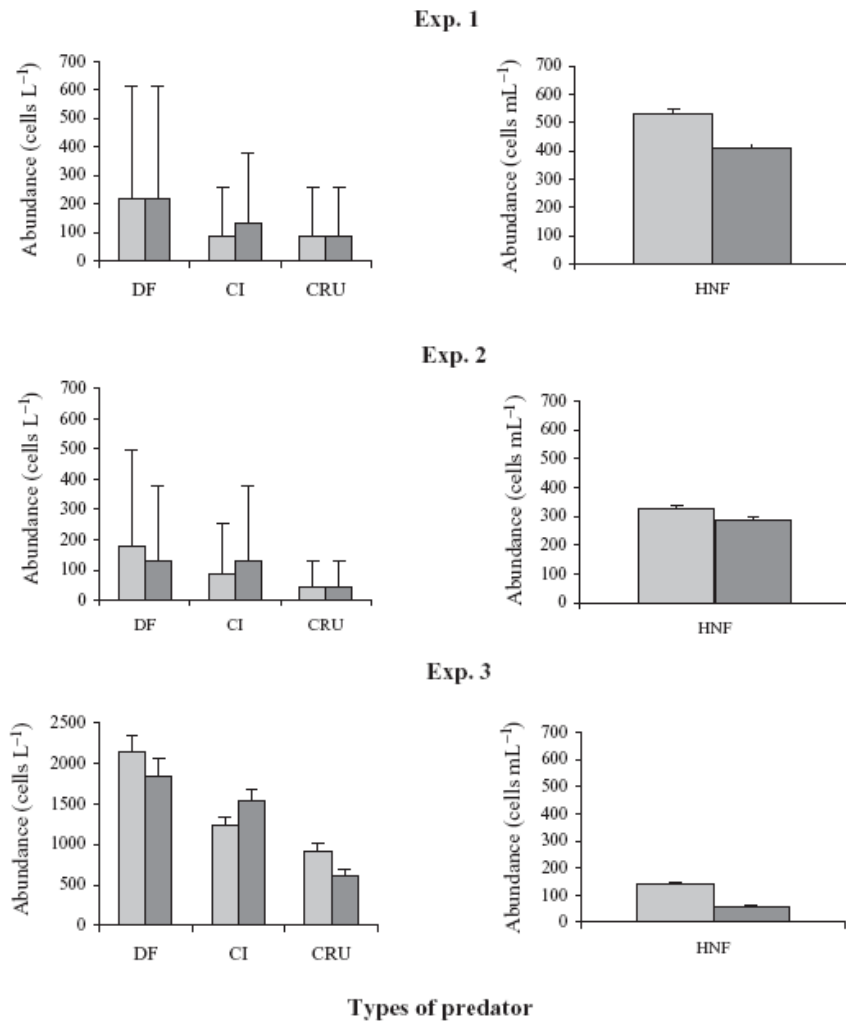 Exp. 1
Abundance (cells L⁻¹)
700
600
500
400
300
200
100
0
DF CI CRU
Abundance (cells mL⁻¹)
700
600
500
400
300
200
100
0
HNF
Exp. 2
Abundance (cells L⁻¹)
700
600
500
400
300
200
100
0
DF CI CRU
Abundance (cells mL⁻¹)
700
600
500
400
300
200
100
0
HNF
Exp. 3
Abundance (cells L⁻¹)
2500
2000
1500
1000
500
0
DF CI CRU
Abundance (cells mL⁻¹)
700
600
500
400
300
200
100
0
HNF
Types of predator